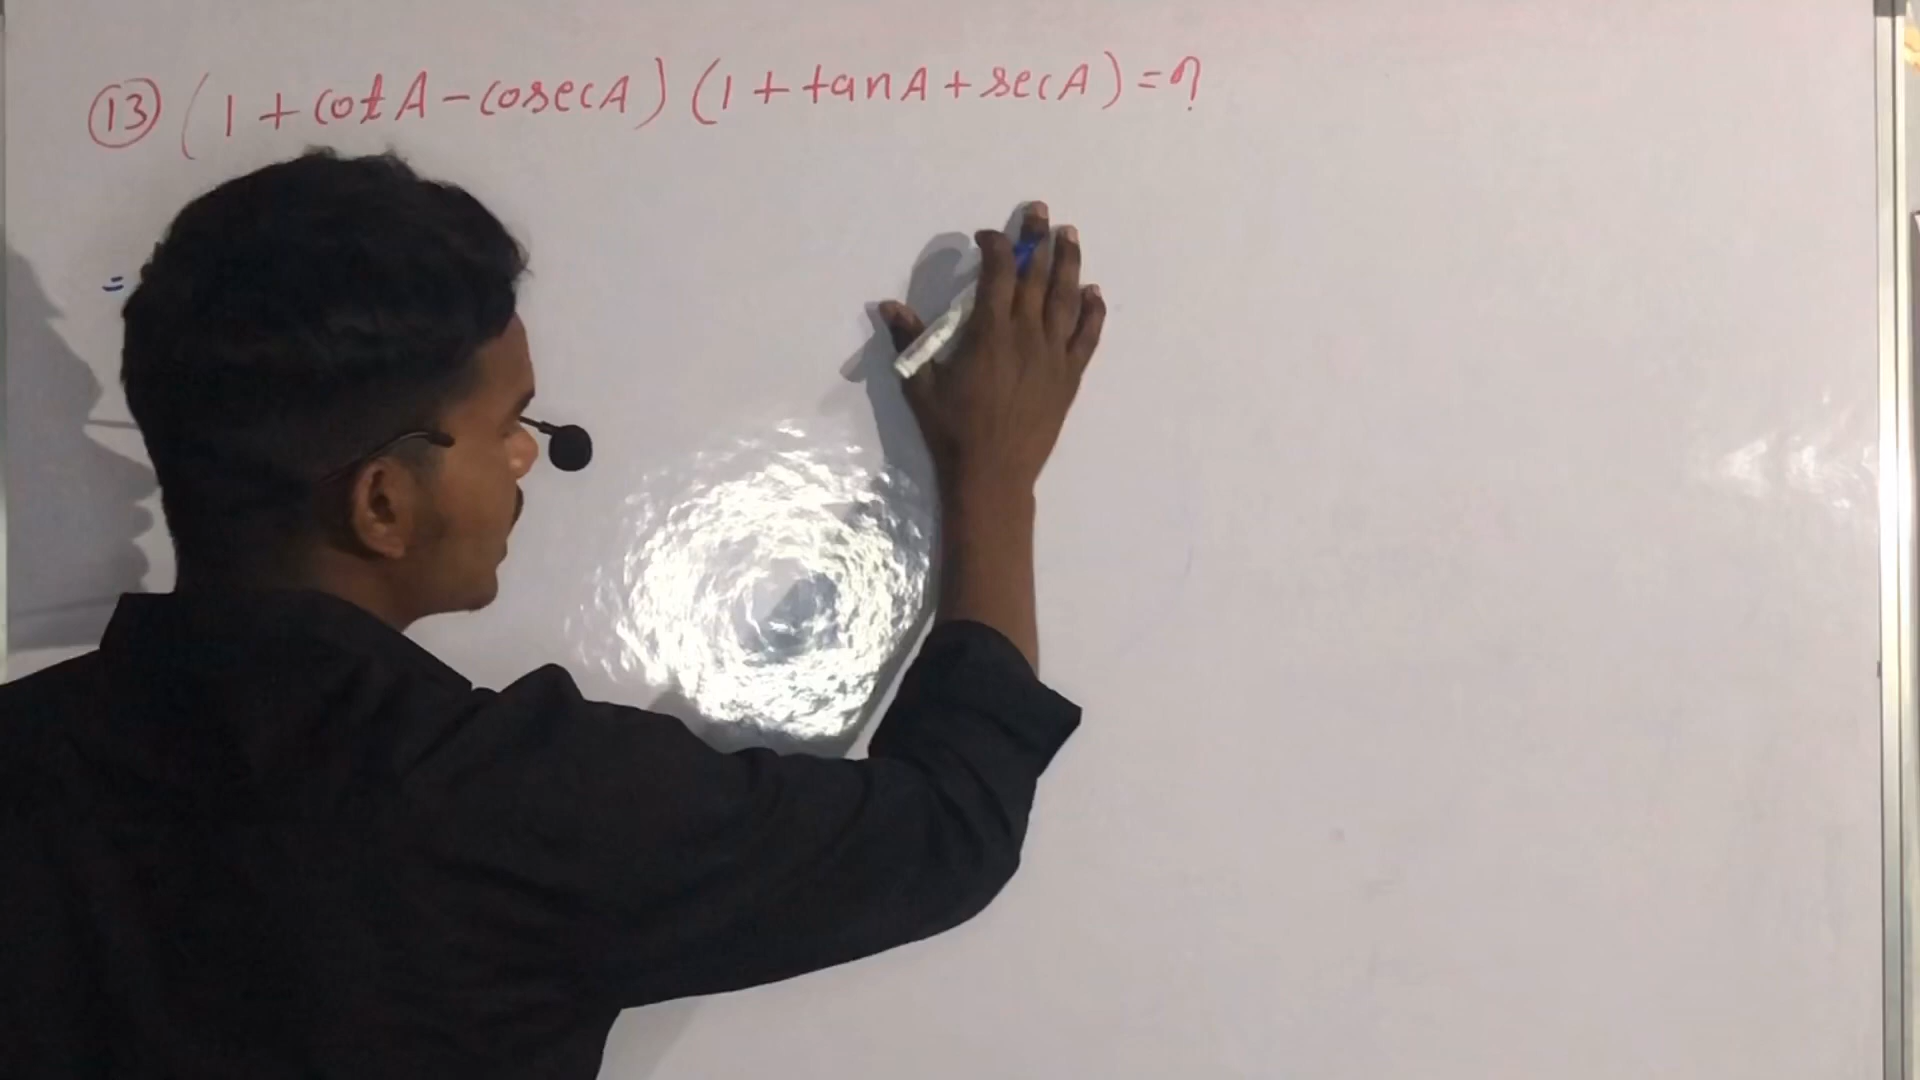 ⑬ (1 + cot A - cosec A) (1 + tan A + sec A) = ?
=